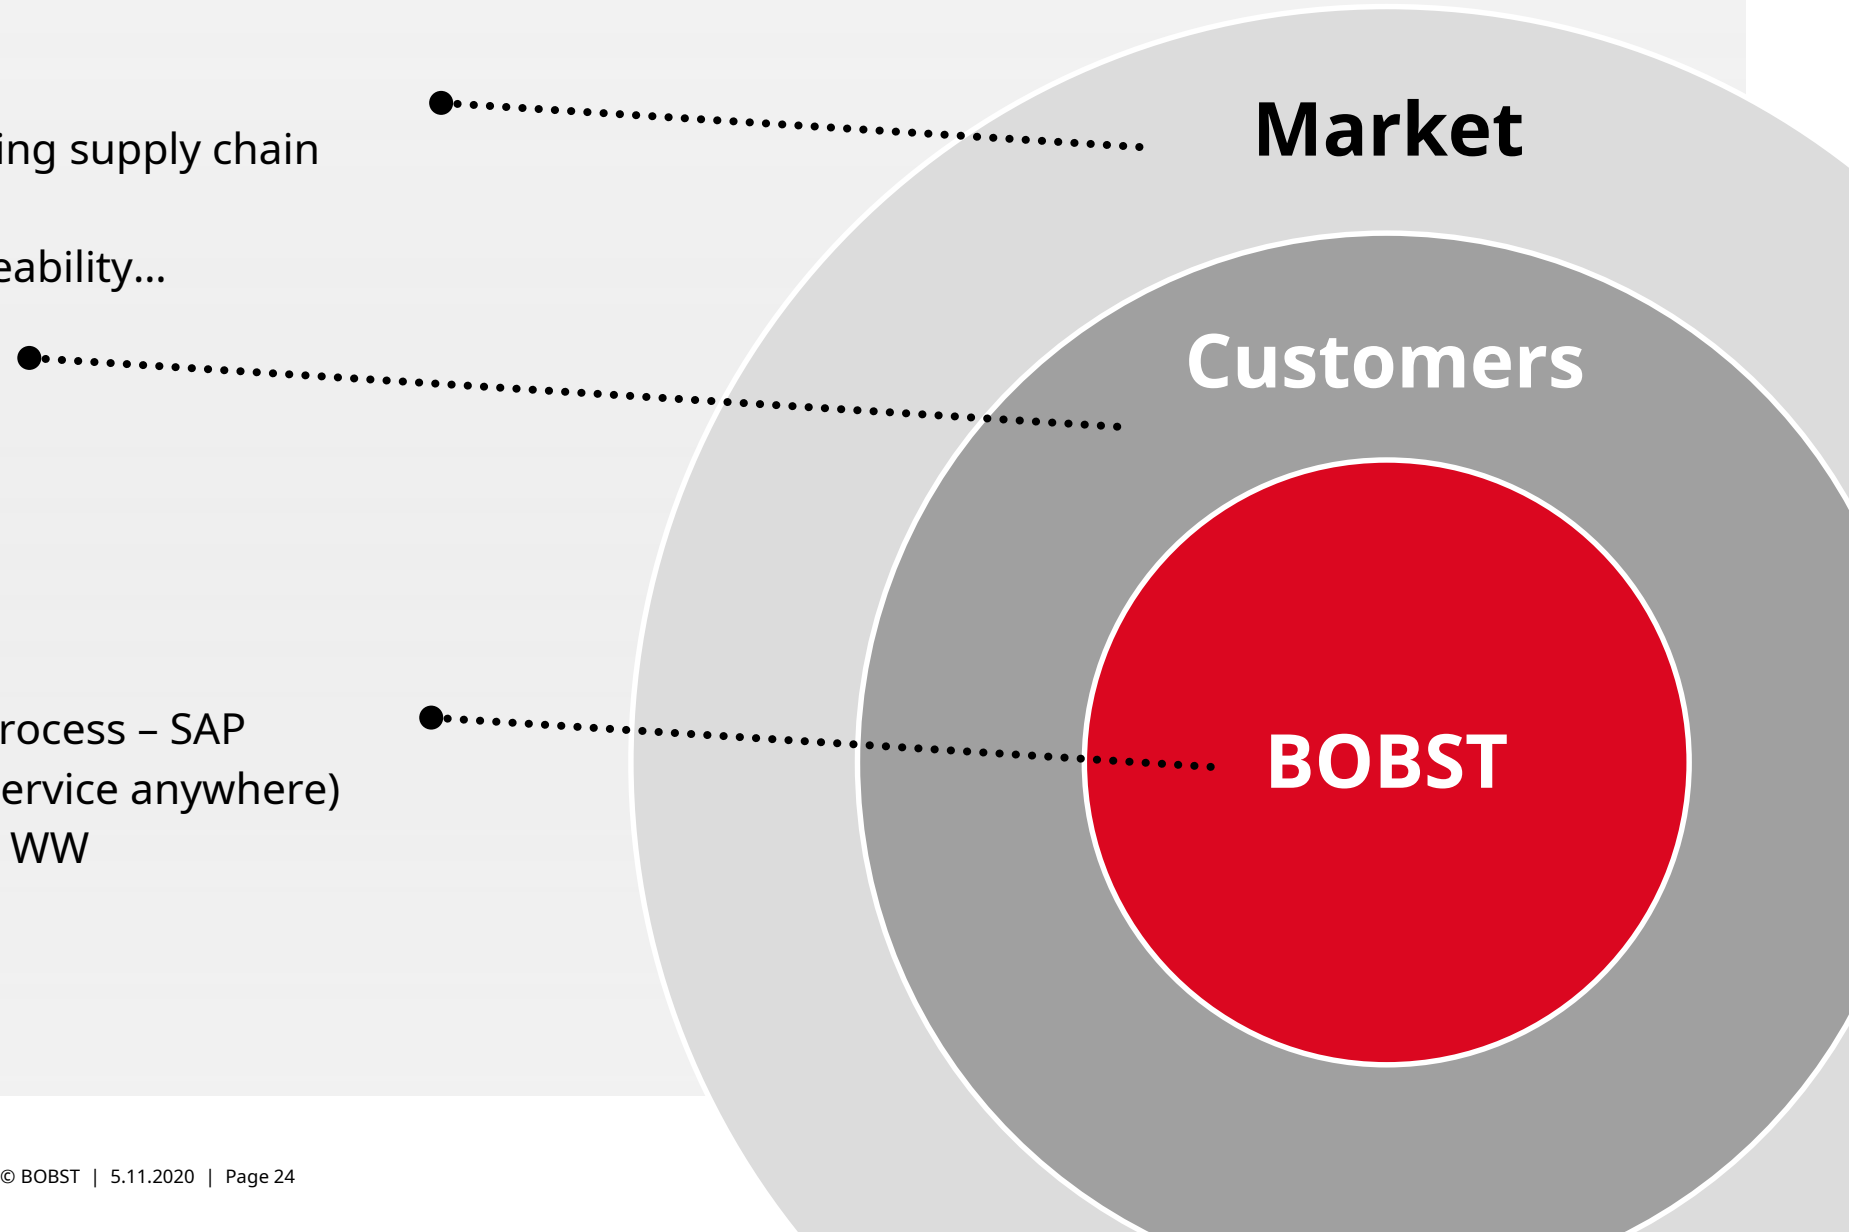 Market
ing supply chain
eability...
Customers
rocess – SAP
ervice anywhere)
WW
BOBST
© BOBST | 5.11.2020 | Page 24